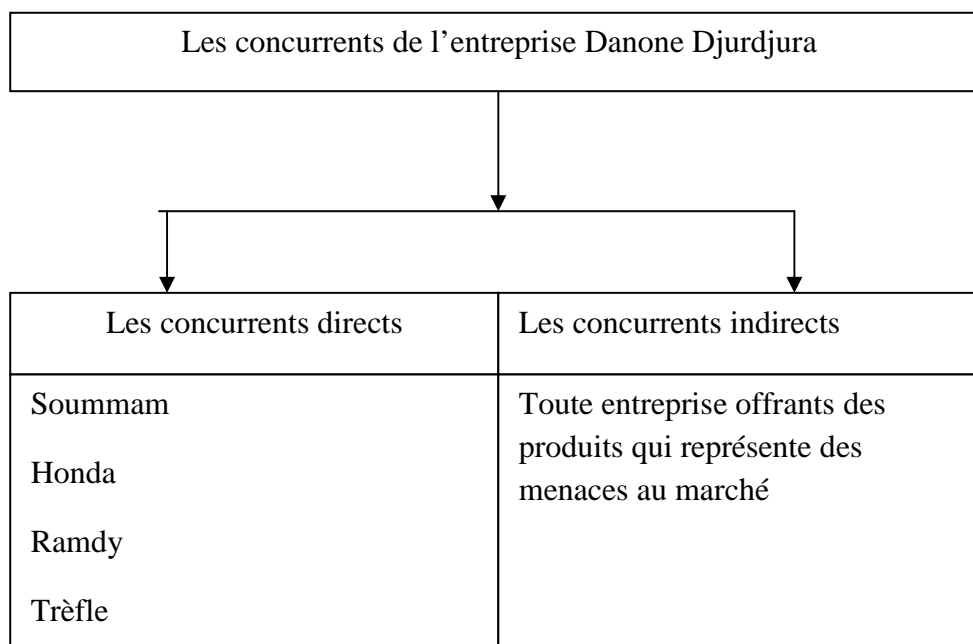 Les concurrents de l’entreprise Danone Djurdjura
Les concurrents directs
Les concurrents indirects
Soummam
Honda
Ramdy
Trèfle
Toute entreprise offrants des
produits qui représente des
menaces au marché